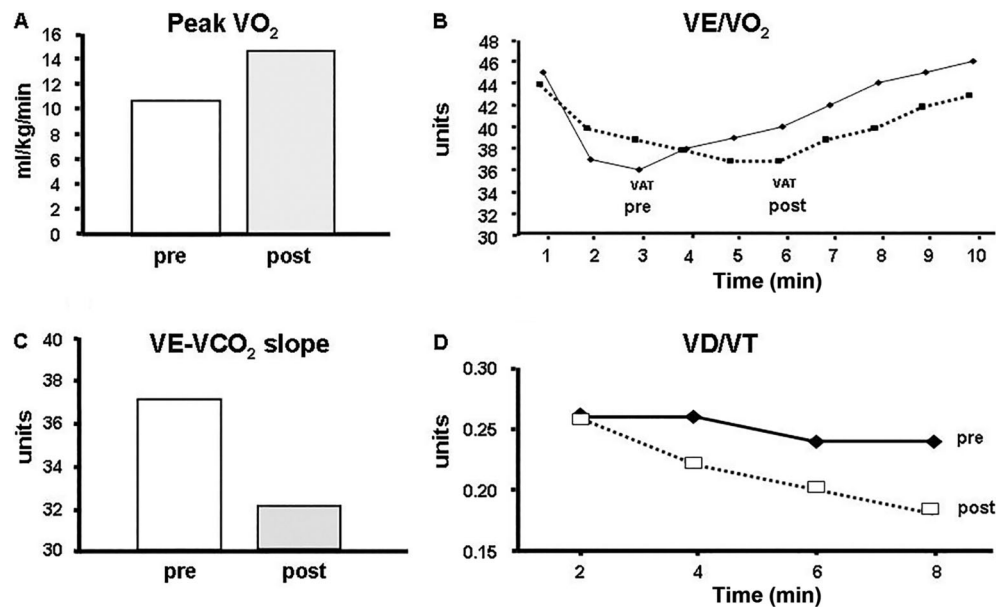 A
Peak VO₂
16
14
12
10
8
6
4
2
0
ml/kg/min
pre
post
B
VE/VO₂
48
46
44
42
40
38
36
34
32
30
units
VAT
pre
VAT
post
1 2 3 4 5 6 7 8 9 10
Time (min)
C
VE-VCO₂ slope
40
38
36
34
32
30
units
pre
post
D
VD/VT
0.30
0.25
0.20
0.15
units
pre
post
2 4 6 8
Time (min)